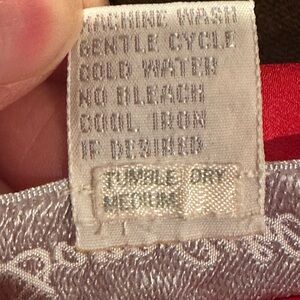 MACHINE WASH
GENTLE CYCLE
COLD WATER
NO BLEACH
COOL IRON
IF DESIRED
TUMBLE DRY
MEDIUM